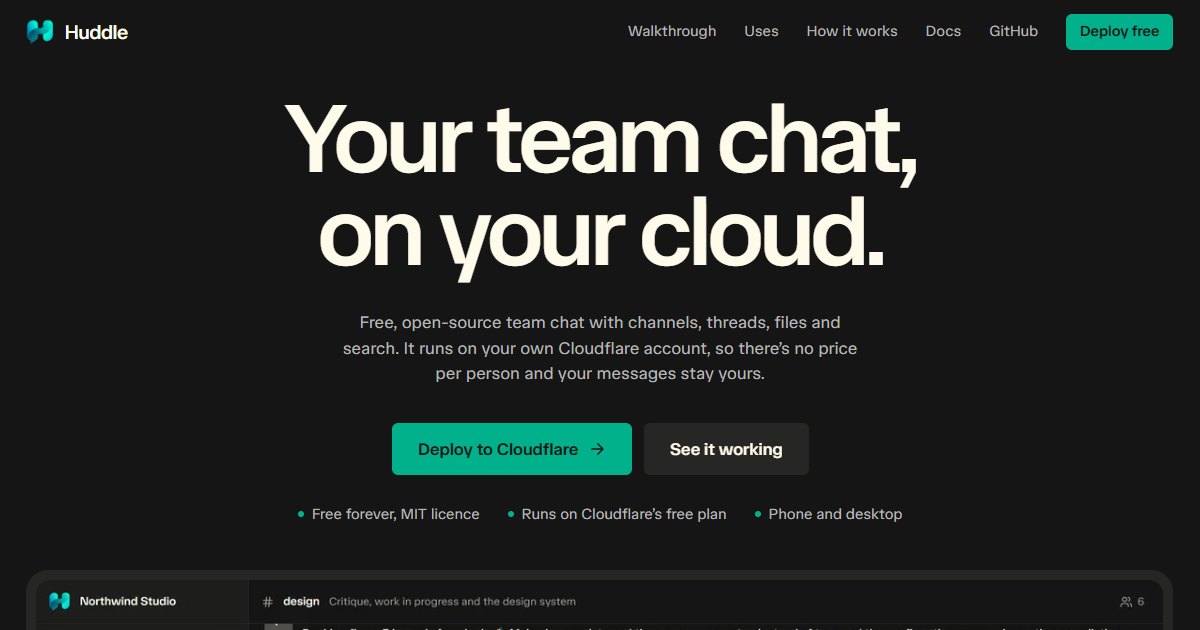 Huddle
Walkthrough
Uses
How it works
Docs
GitHub
Deploy free
Your team chat,
on your cloud.
Free, open-source team chat with channels, threads, files and
search. It runs on your own Cloudflare account, so there’s no price
per person and your messages stay yours.
Deploy to Cloudflare →
See it working
Free forever, MIT licence
Runs on Cloudflare’s free plan
Phone and desktop
Northwind Studio
# design Critique, work in progress and the design system
6